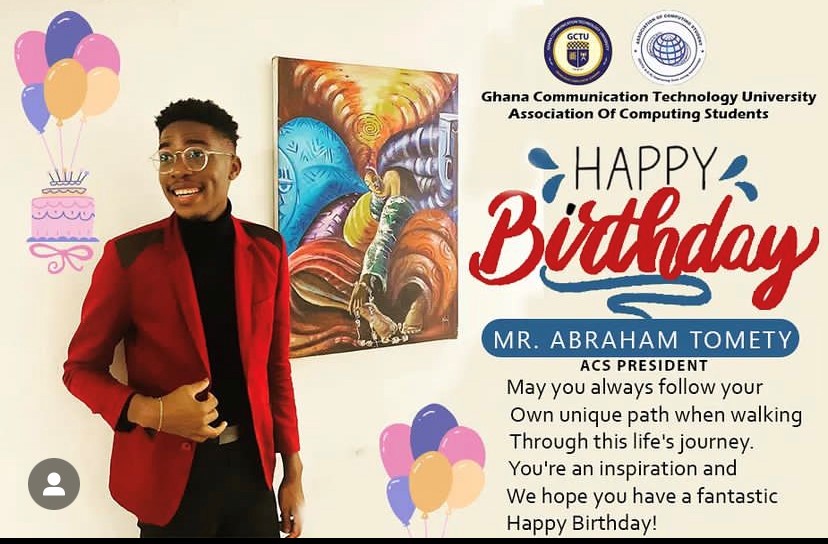 GCTU
Ghana Communication Technology University
Association Of Computing Students
HAPPY
Birthday
MR. ABRAHAM TOMETY
ACS PRESIDENT
May you always follow your
Own unique path when walking
Through this life's journey.
You're an inspiration and
We hope you have a fantastic
Happy Birthday!